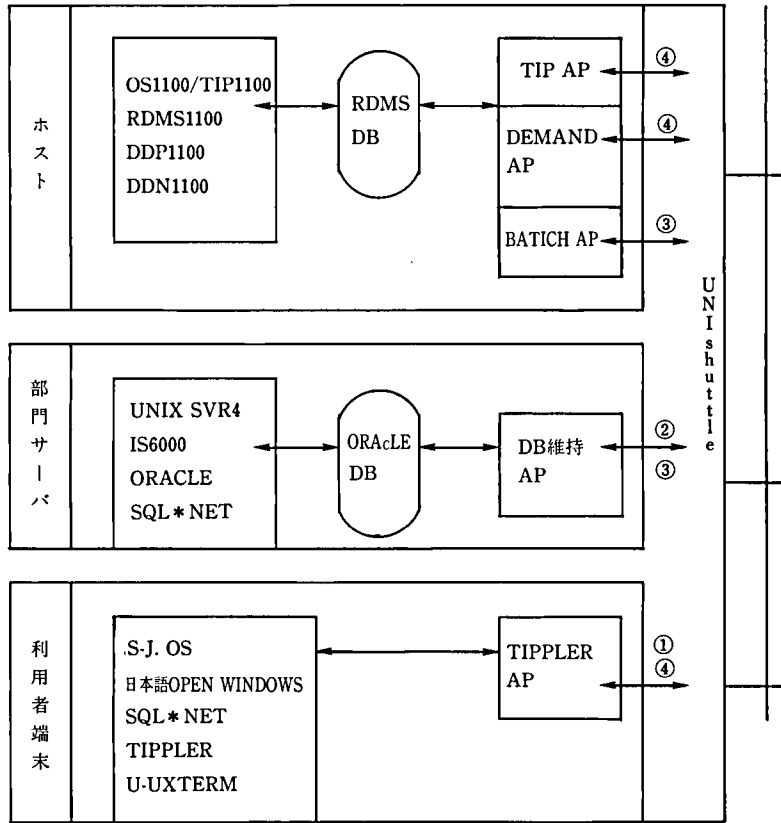 ホスト
OS1100/TIP1100
RDMS1100
DDP1100
DDN1100
RDMS
DB
TIP AP
④
DEMAND
AP
④
BATICH AP
③
UNIshuttle
部門サーバ
UNIX SVR4
IS6000
ORACLE
SQL*NET
ORAcLE
DB
DB維持
AP
②
③
利用者端末
S-J. OS
日本語OPEN WINDOWS
SQL*NET
TIPPLER
U-UXTERM
TIPPLER
AP
①
④